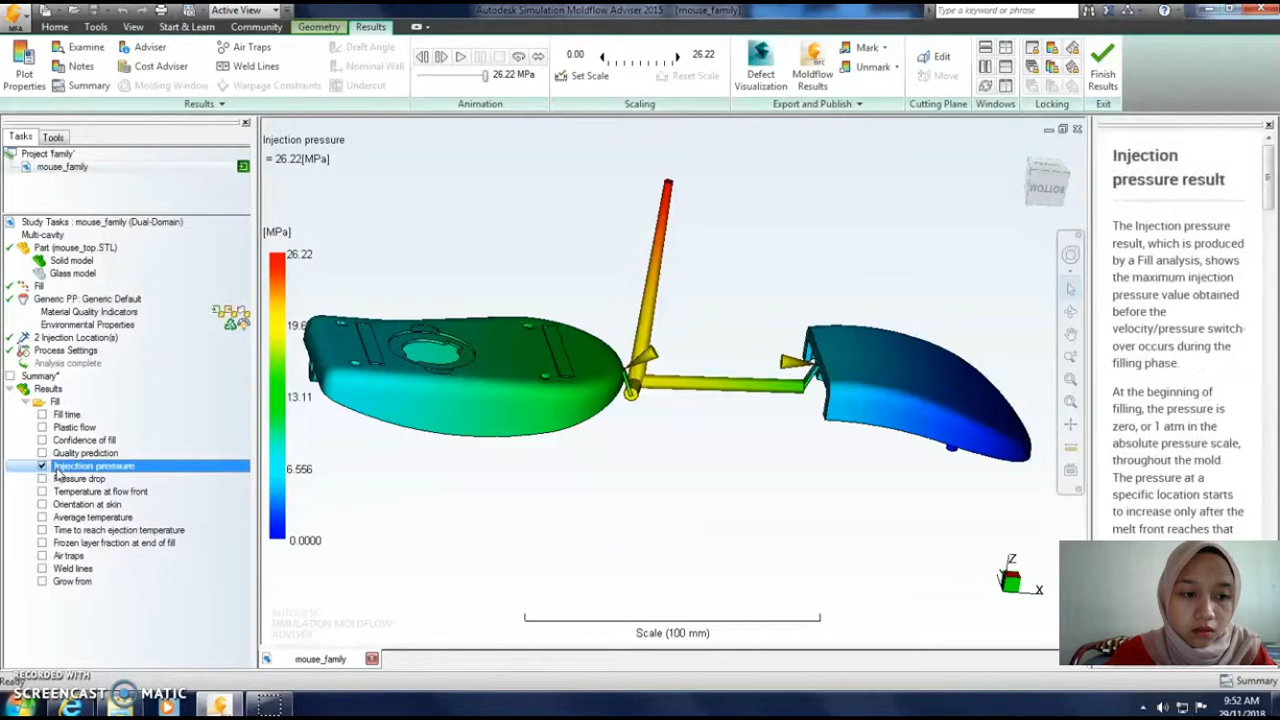 MFA
Active View
Autodesk Simulation Moldflow Adviser 2015 [mouse_family]
Type a keyword or phrase
Home Tools View Start & Learn Community Geometry Results
Plot Properties
Examine
Notes
Summary
Adviser
Cost Adviser
Molding Window
Air Traps
Weld Lines
Warpage Constraints
Draft Angle
Nominal Wall
Undercut
Results
26.22 MPa
Animation
0.00 26.22
Set Scale Reset Scale
Scaling
Defect Visualization
Moldflow Results
Mark
Unmark
Export and Publish
Edit
Move
Cutting Plane
Windows
Locking
Finish Results
Exit
Tasks Tools
Project 'family'
mouse_family
Study Tasks : mouse_family (Dual-Domain)
Multi-cavity
Part (mouse_top.STL)
Solid model
Glass model
Fill
Generic PP: Generic Default
Material Quality Indicators
Environmental Properties
2 Injection Location(s)
Process Settings
Analysis complete
Summary*
Results
Fill
Fill time
Plastic flow
Confidence of fill
Quality prediction
Injection pressure
Pressure drop
Temperature at flow front
Orientation at skin
Average temperature
Time to reach ejection temperature
Frozen layer fraction at end of fill
Air traps
Weld lines
Grow from
Injection pressure
= 26.22[MPa]
[MPa]
26.22
13.11
6.556
0.0000
BOTTOM
Z
X
AUTODESK
SIMULATION MOLDFLOW
ADVISER
Scale (100 mm)
mouse_family
Injection
pressure result
The Injection pressure
result, which is produced
by a Fill analysis, shows
the maximum injection
pressure value obtained
before the
velocity/pressure switch-
over occurs during the
filling phase.
At the beginning of
filling, the pressure is
zero, or 1 atm in the
absolute pressure scale,
throughout the mold.
The pressure at a
specific location starts
to increase only after the
melt front reaches that
Ready
Summary
RECORDED WITH
SCREENCAST MATIC
9:52 AM
29/11/2018